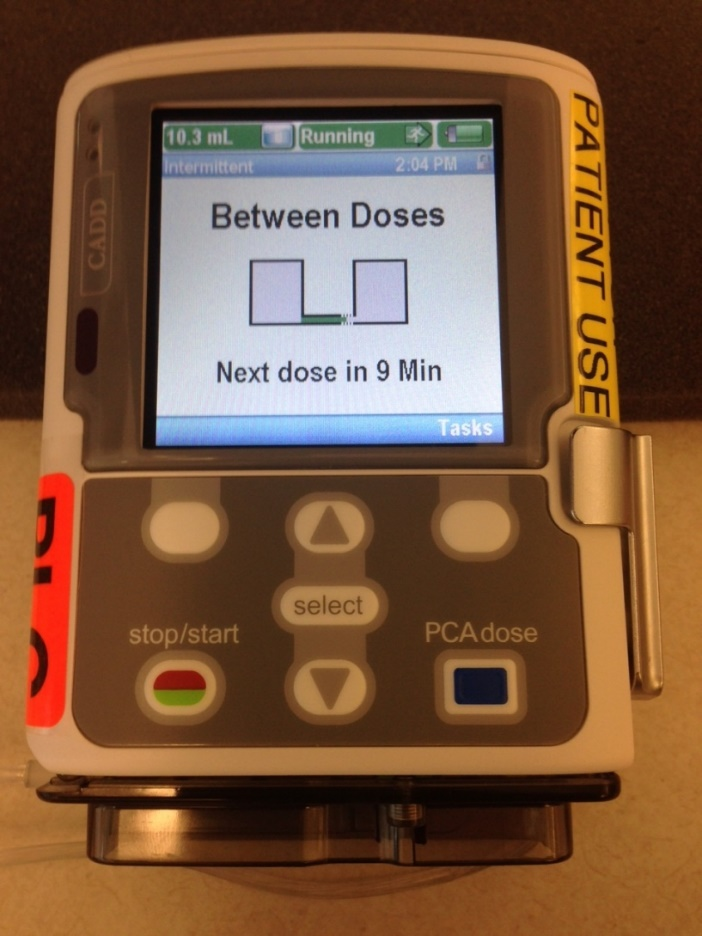 10.3 mL Running
Intermittent 2:04 PM
Between Doses
Next dose in 9 Min
Tasks
CADD
PATIENT USE
select
stop/start
PCA dose